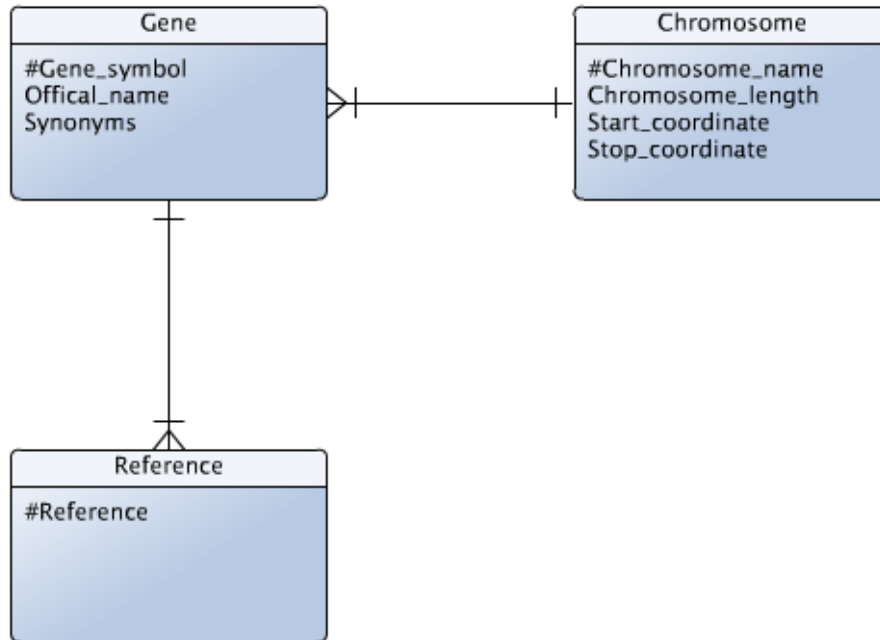 Gene
#Gene_symbol
Offical_name
Synonyms
Chromosome
#Chromosome_name
Chromosome_length
Start_coordinate
Stop_coordinate
Reference
#Reference